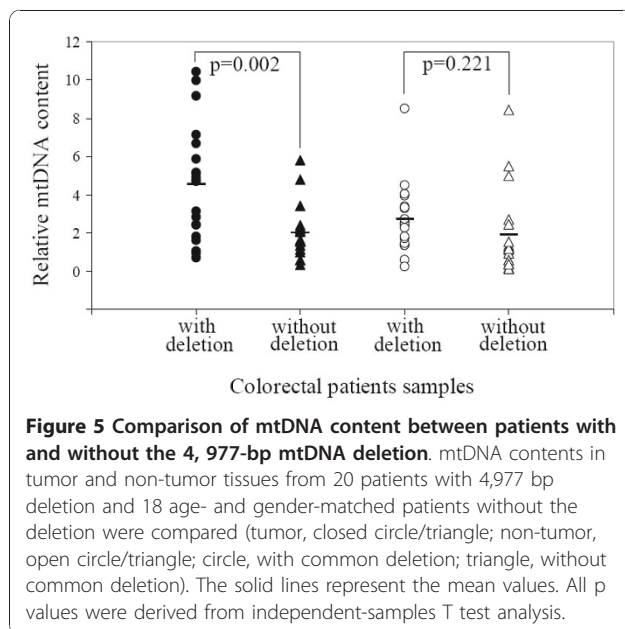 12
10
8
6
4
2
0
Relative mtDNA content
p=0.002
p=0.221
with deletion
without deletion
with deletion
without deletion
Colorectal patients samples
Figure 5 Comparison of mtDNA content between patients with
and without the 4, 977-bp mtDNA deletion. mtDNA contents in
tumor and non-tumor tissues from 20 patients with 4,977 bp
deletion and 18 age- and gender-matched patients without the
deletion were compared (tumor, closed circle/triangle; non-tumor,
open circle/triangle; circle, with common deletion; triangle, without
common deletion). The solid lines represent the mean values. All p
values were derived from independent-samples T test analysis.